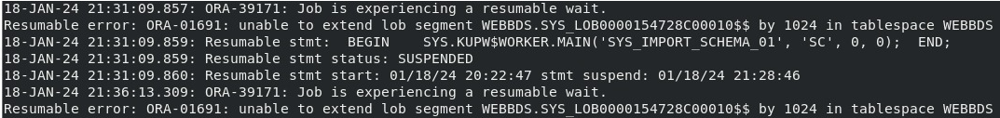 18-JAN-24 21:31:09.857: ORA-39171: Job is experiencing a resumable wait.
Resumable error: ORA-01691: unable to extend lob segment WEBBDS.SYS_LOB0000154728C00010$$ by 1024 in tablespace WEBBDS
18-JAN-24 21:31:09.859: Resumable stmt:  BEGIN    SYS.KUPW$WORKER.MAIN('SYS_IMPORT_SCHEMA_01', 'SC', 0, 0);  END;
18-JAN-24 21:31:09.859: Resumable stmt status: SUSPENDED
18-JAN-24 21:31:09.860: Resumable stmt start: 01/18/24 20:22:47 stmt suspend: 01/18/24 21:28:46
18-JAN-24 21:36:13.309: ORA-39171: Job is experiencing a resumable wait.
Resumable error: ORA-01691: unable to extend lob segment WEBBDS.SYS_LOB0000154728C00010$$ by 1024 in tablespace WEBBDS